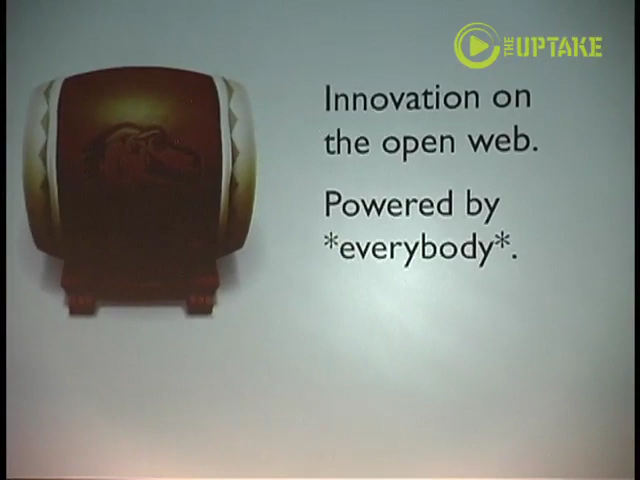 THE UPTAKE
Innovation on
the open web.
Powered by
*everybody*.